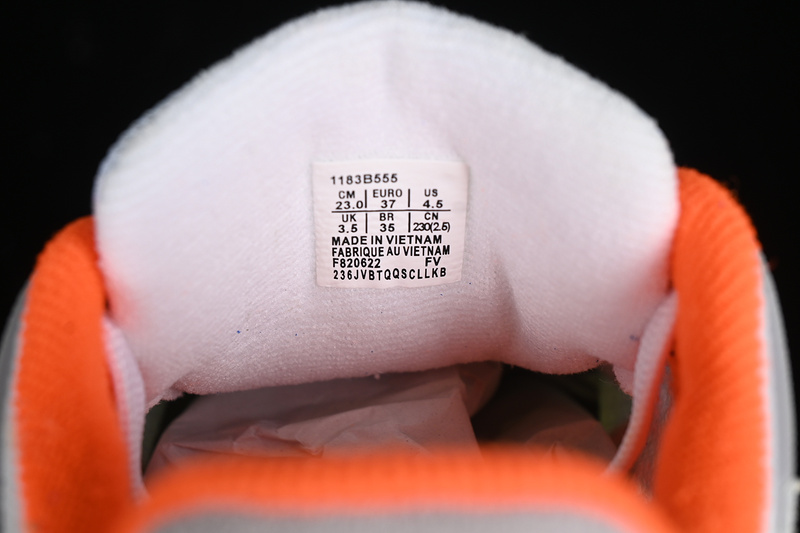 1183B555
CM EURO US
23.0 37 4.5
UK BR CN
3.5 35 230(2.5)
MADE IN VIETNAM
FABRIQUE AU VIETNAM
F820622 FV
236JVBTQQSCLLKB